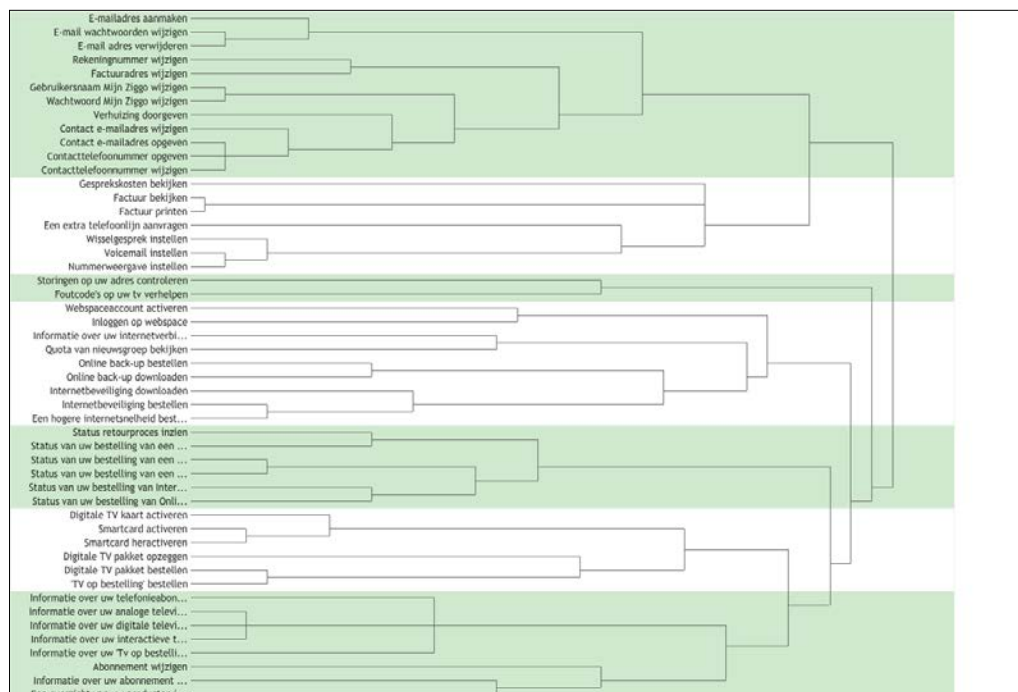 E-mailadres aanmaken
E-mail wachtwoorden wijzigen
E-mail adres verwijderen
Rekeningnummer wijzigen
Factuuradres wijzigen
Gebruikersnaam Mijn Ziggo wijzigen
Wachtwoord Mijn Ziggo wijzigen
Verhuizing doorgeven
Contact e-mailadres wijzigen
Contact e-mailadres opgeven
Contacttelefoonummer opgeven
Contacttelefoonnummer wijzigen
Gesprekskosten bekijken
Factuur bekijken
Factuur printen
Een extra telefoonlijn aanvragen
Wisselgesprek instellen
Voicemail instellen
Nummerweergave instellen
Storingen op uw adres controleren
Foutcode's op uw tv verhelpen
Webspaceaccount activeren
Inloggen op webspace
Informatie over uw internetverbi...
Quota van nieuwsgroep bekijken
Online back-up bestellen
Online back-up downloaden
Internetbeveiliging downloaden
Internetbeveiliging bestellen
Een hogere internetsnelheid best...
Status retourproces inzien
Status van uw bestelling van een ...
Status van uw bestelling van een ...
Status van uw bestelling van een ...
Status van uw bestelling van Inter...
Status van uw bestelling van Onli...
Digitale TV kaart activeren
Smartcard activeren
Smartcard heractiveren
Digitale TV pakket opzeggen
Digitale TV pakket bestellen
'TV op bestelling' bestellen
Informatie over uw telefonieabon...
Informatie over uw analoge televi...
Informatie over uw digitale televi...
Informatie over uw interactieve t...
Informatie over uw 'Tv op bestelli...
Abonnement wijzigen
Informatie over uw abonnement ...